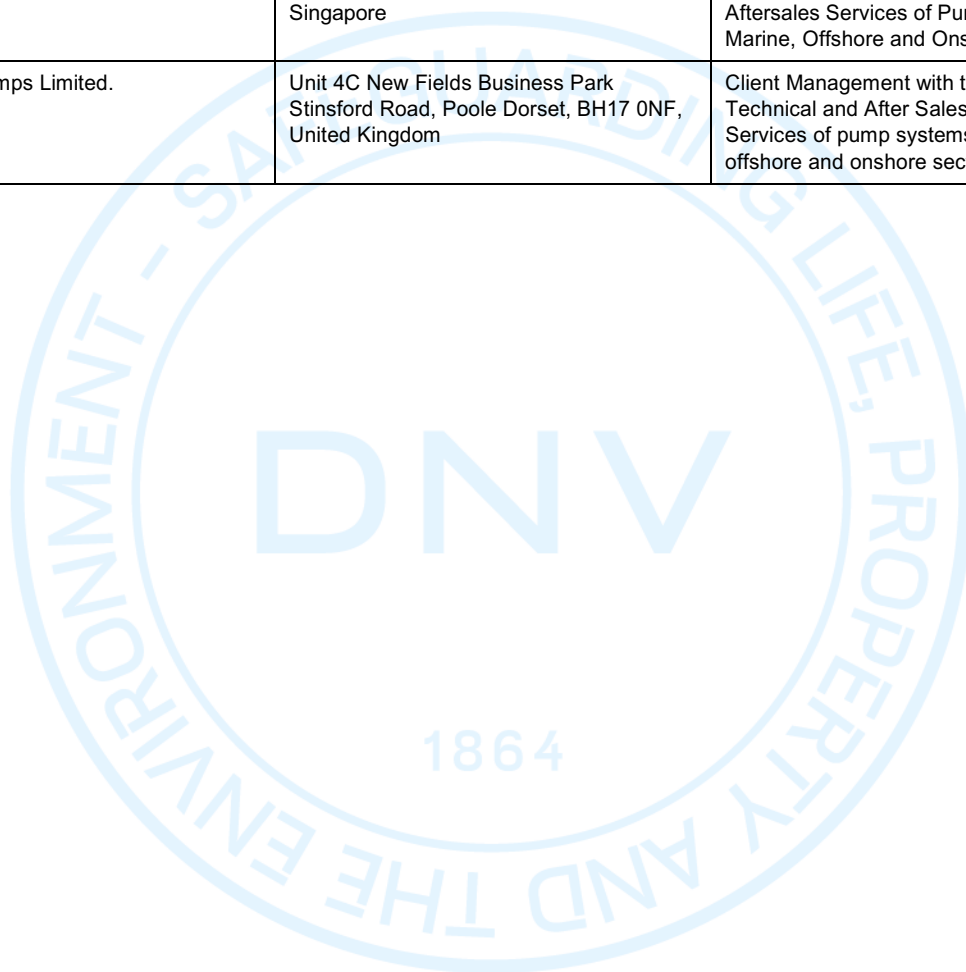 Singapore
Aftersales Services of Pu
Marine, Offshore and Ons
mps Limited.
Unit 4C New Fields Business Park
Stinsford Road, Poole Dorset, BH17 0NF,
United Kingdom
Client Management with t
Technical and After Sales
Services of pump systems
offshore and onshore sec
SAFEGUARDING LIFE, PROPERTY AND THE ENVIRONMENT -
DNV
1864